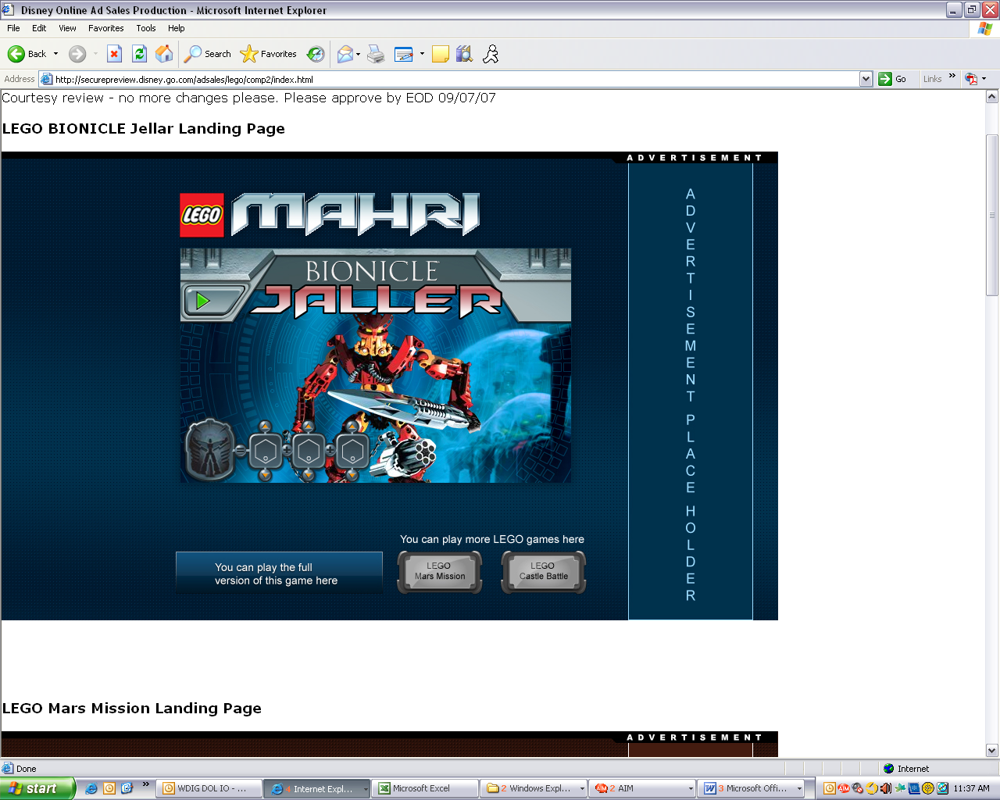 Disney Online Ad Sales Production - Microsoft Internet Explorer
File Edit View Favorites Tools Help
Back Search Favorites
Address http://securepreview.disney.go.com/adsales/lego/comp2/index.html Go Links »
Courtesy review - no more changes please. Please approve by EOD 09/07/07
LEGO BIONICLE Jellar Landing Page
ADVERTISEMENT
LEGO MAHRI
BIONICLE
JALLER
ADVERTISEMENT PLACE HOLDER
You can play more LEGO games here
You can play the full
version of this game here
LEGO
Mars Mission
LEGO
Castle Battle
LEGO Mars Mission Landing Page
ADVERTISEMENT
Done Internet
start » WDIG DOL IO - ... 4 Internet Expl... Microsoft Excel 2 Windows Expl... 2 AIM 3 Microsoft Offi... 11:37 AM